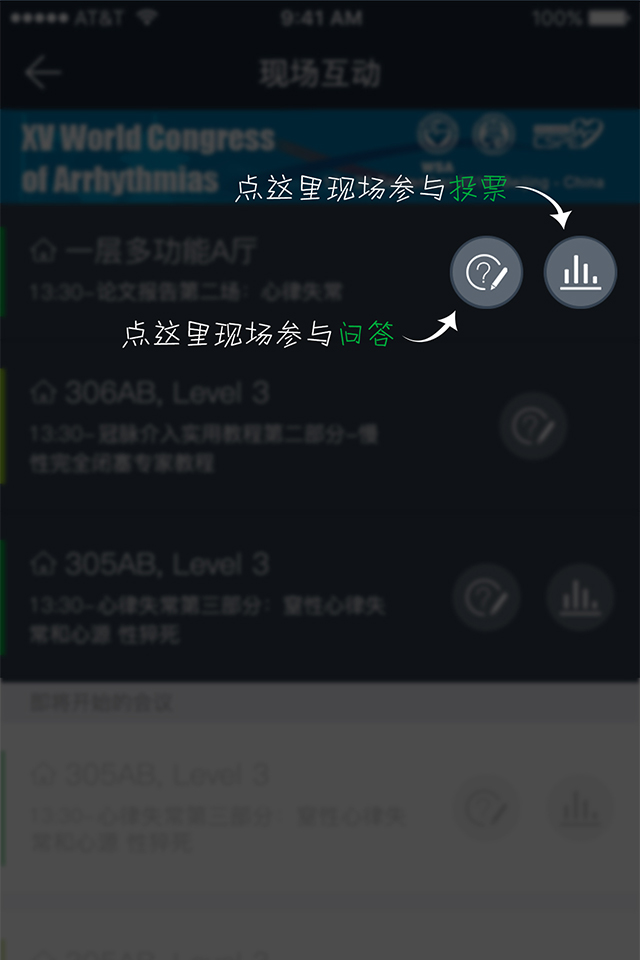 AT&T 9:41 AM 100%
现场互动
XV World Congress
of Arrhythmias
WSA
- China
点这里现场参与投票
一层多功能A厅
13:30-论文报告第二场：心律失常
点这里现场参与问答
306AB, Level 3
13:30-冠脉介入实用教程第二部分-慢
性完全闭塞专家教程
305AB, Level 3
13:30-心律失常第三部分：室性心律失
常和心源 性猝死
即将开始的会议
305AB, Level 3
13:30-心律失常第三部分：室性心律失
常和心源 性猝死